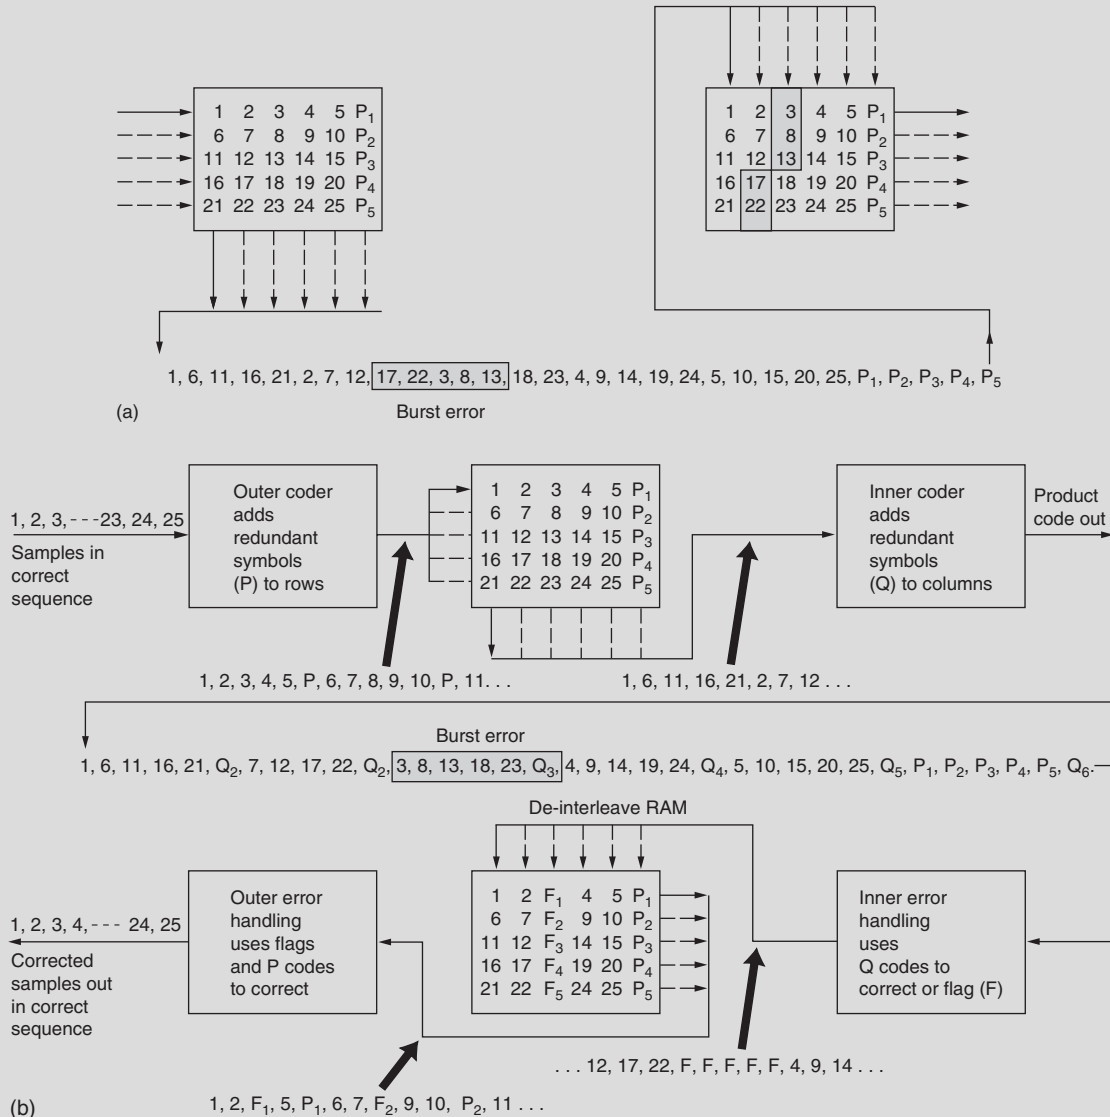 1 2 3 4 5 P1
6 7 8 9 10 P2
11 12 13 14 15 P3
16 17 18 19 20 P4
21 22 23 24 25 P5
1 2 3 4 5 P1
6 7 8 9 10 P2
11 12 13 14 15 P3
16 17 18 19 20 P4
21 22 23 24 25 P5
1, 6, 11, 16, 21, 2, 7, 12, 17, 22, 3, 8, 13, 18, 23, 4, 9, 14, 19, 24, 5, 10, 15, 20, 25, P1, P2, P3, P4, P5
Burst error
(a)
1, 2, 3, - - -23, 24, 25
Samples in
correct
sequence
Outer coder
adds
redundant
symbols
(P) to rows
1 2 3 4 5 P1
6 7 8 9 10 P2
11 12 13 14 15 P3
16 17 18 19 20 P4
21 22 23 24 25 P5
Inner coder
adds
redundant
symbols
(Q) to columns
Product
code out
1, 2, 3, 4, 5, P, 6, 7, 8, 9, 10, P, 11. . .
1, 6, 11, 16, 21, 2, 7, 12 . . .
Burst error
1, 6, 11, 16, 21, Q2, 7, 12, 17, 22, Q2, 3, 8, 13, 18, 23, Q3, 4, 9, 14, 19, 24, Q4, 5, 10, 15, 20, 25, Q5, P1, P2, P3, P4, P5, Q6.
De-interleave RAM
1, 2, 3, 4, - - - 24, 25
Corrected
samples out
in correct
sequence
Outer error
handling
uses flags
and P codes
to correct
1 2 F1 4 5 P1
6 7 F2 9 10 P2
11 12 F3 14 15 P3
16 17 F4 19 20 P4
21 22 F5 24 25 P5
Inner error
handling
uses
Q codes to
correct or flag (F)
. . . 12, 17, 22, F, F, F, F, F, 4, 9, 14 . . .
1, 2, F1, 5, P1, 6, 7, F2, 9, 10, P2, 11 . . .
(b)